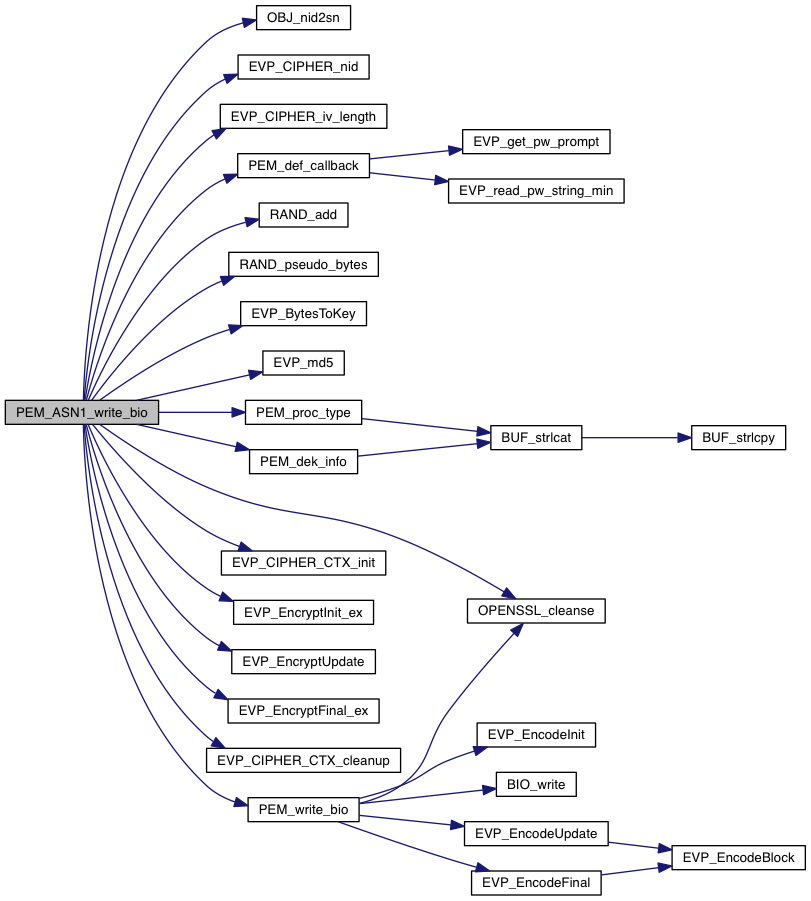 OBJ_nid2sn
EVP_CIPHER_nid
EVP_CIPHER_iv_length
EVP_get_pw_prompt
PEM_def_callback
EVP_read_pw_string_min
RAND_add
RAND_pseudo_bytes
EVP_BytesToKey
EVP_md5
PEM_ASN1_write_bio
PEM_proc_type
BUF_strlcat
BUF_strlcpy
PEM_dek_info
EVP_CIPHER_CTX_init
EVP_EncryptInit_ex
OPENSSL_cleanse
EVP_EncryptUpdate
EVP_EncryptFinal_ex
EVP_EncodeInit
EVP_CIPHER_CTX_cleanup
BIO_write
PEM_write_bio
EVP_EncodeUpdate
EVP_EncodeBlock
EVP_EncodeFinal